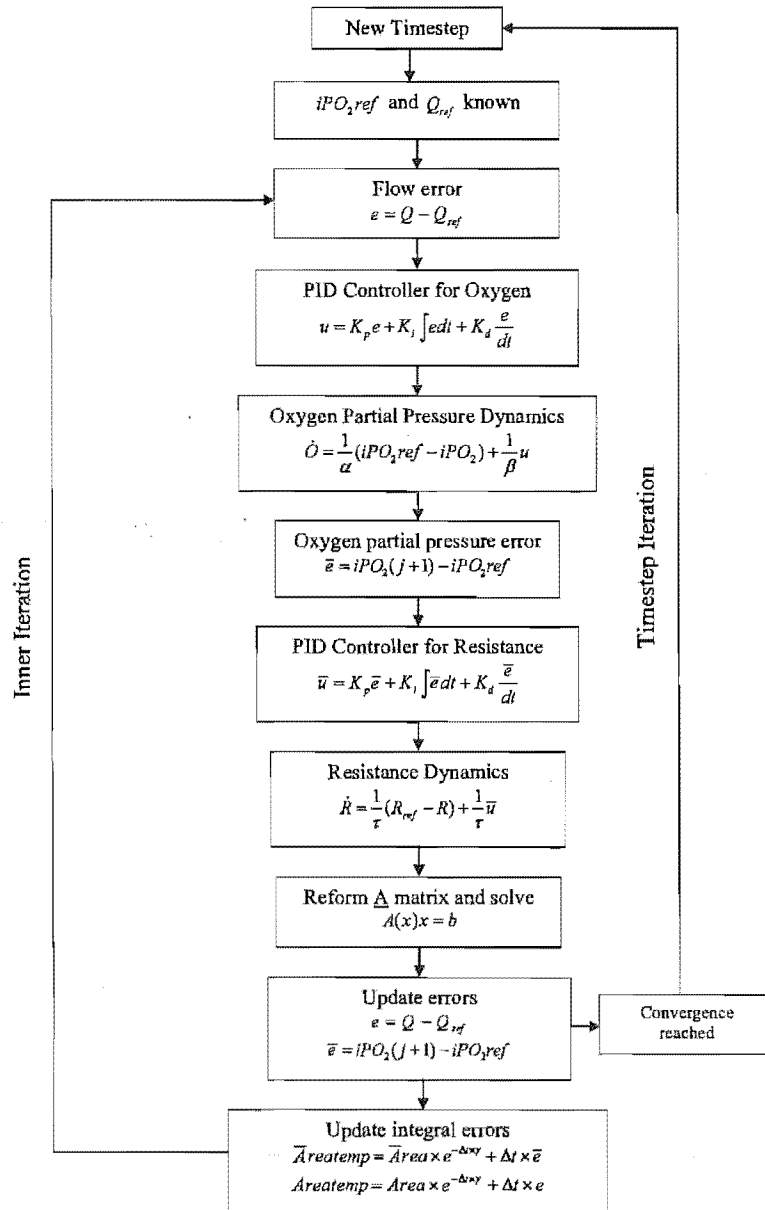 New Timestep
iPO₂ref and Q_ref known
Flow error
e = Q − Q_ref
PID Controller for Oxygen
u = K_p e + K_i ∫ edt + K_d e/dt
Oxygen Partial Pressure Dynamics
Ȯ = 1/α (iPO₂ref − iPO₂) + 1/β u
Oxygen partial pressure error
e̅ = iPO₂(j+1) − iPO₂ref
PID Controller for Resistance
u̅ = K_p e̅ + K_i ∫ e̅ dt + K_d e̅/dt
Resistance Dynamics
Ṙ = 1/τ (R_ref − R) + 1/τ u̅
Reform A matrix and solve
A(x)x = b
Update errors
e = Q − Q_ref
e̅ = iPO₂(j+1) − iPO₂ref
Convergence
reached
Update integral errors
A̅reatemp = A̅rea × e^(−Δt×γ) + Δt × e̅
Areatemp = Area × e^(−Δt×γ) + Δt × e
Inner Iteration
Timestep Iteration